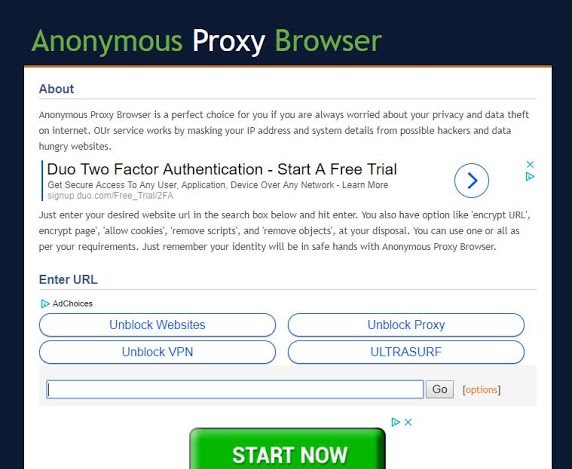 Anonymous Proxy Browser
About
Anonymous Proxy Browser is a perfect choice for you if you are always worried about your privacy and data theft
on internet. OUr service works by masking your IP address and system details from possible hackers and data
hungry websites.
Duo Two Factor Authentication - Start A Free Trial
Get Secure Access To Any User, Application, Device Over Any Network - Learn More
signup.duo.com/Free_Trial/2FA
Just enter your desired website url in the search box below and hit enter. You also have option like 'encrypt URL',
encrypt page', 'allow cookies', 'remove scripts', and 'remove objects', at your disposal. You can use one or all as
per your requirements. Just remember your identity will be in safe hands with Anonymous Proxy Browser.
Enter URL
AdChoices
Unblock Websites
Unblock Proxy
Unblock VPN
ULTRASURF
Go [options]
START NOW